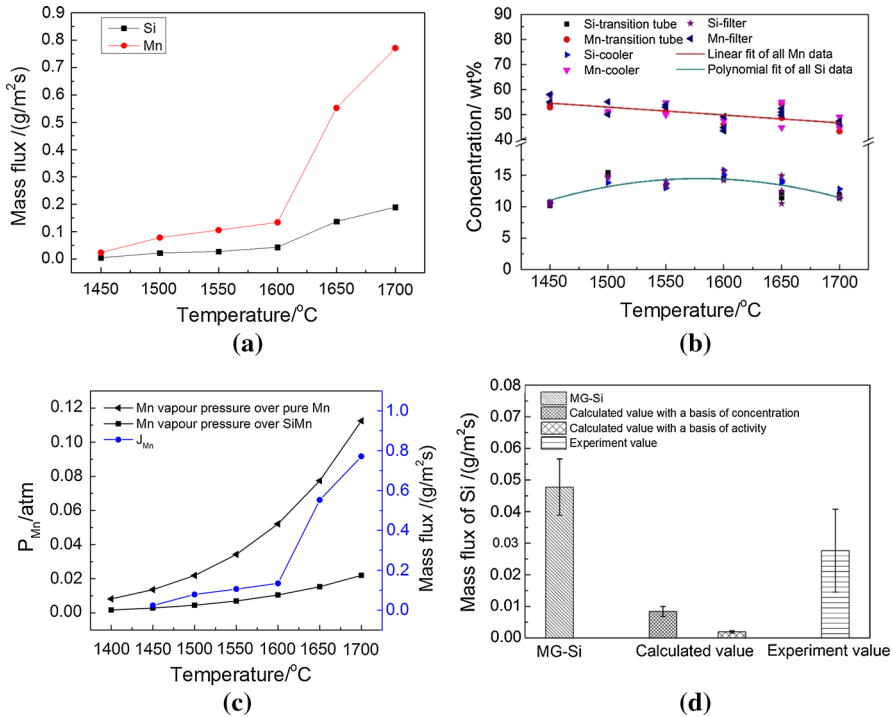 Si
Mn
Mass flux /(g/m²s)
0.9
0.8
0.7
0.6
0.5
0.4
0.3
0.2
0.1
0.0
1450 1500 1550 1600 1650 1700
Temperature/°C
(a)
Si-transition tube
Mn-transition tube
Si-cooler
Mn-cooler
Si-filter
Mn-filter
Linear fit of all Mn data
Polynomial fit of all Si data
Concentration/ wt%
90
80
70
60
50
40
15
10
5
0
1450 1500 1550 1600 1650 1700
Temperature/°C
(b)
Mn vapour pressure over pure Mn
Mn vapour pressure over SiMn
J_Mn
P_Mn/atm
0.12
0.10
0.08
0.06
0.04
0.02
0.00
1.0
0.8
0.6
0.4
0.2
0.0
Mass flux /(g/m²s)
1400 1450 1500 1550 1600 1650 1700
Temperature/°C
(c)
MG-Si
Calculated value with a basis of concentration
Calculated value with a basis of activity
Experiment value
Mass flux of Si /(g/m²s)
0.08
0.07
0.06
0.05
0.04
0.03
0.02
0.01
0.00
MG-Si Calculated value Experiment value
(d)